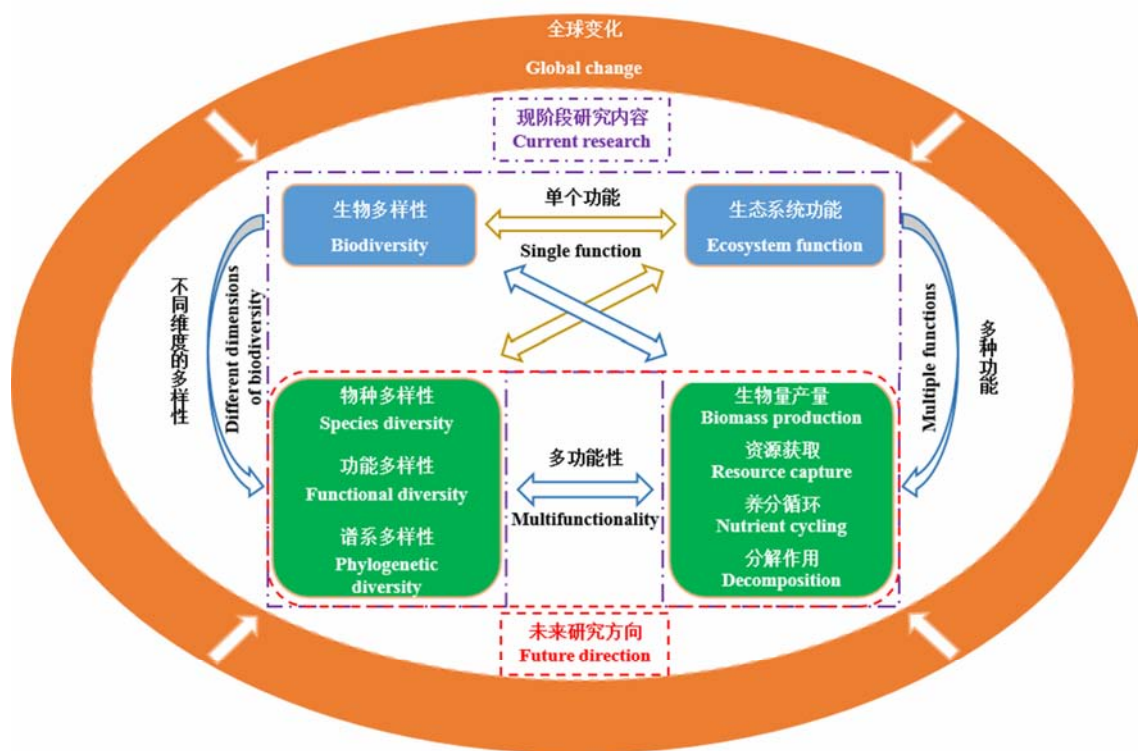 全球变化
Global change
现阶段研究内容
Current research
生物多样性
Biodiversity
单个功能
Single function
生态系统功能
Ecosystem function
不同维度的多样性
Different dimensions
of biodiversity
Multiple functions
多种功能
物种多样性
Species diversity
功能多样性
Functional diversity
谱系多样性
Phylogenetic
diversity
多功能性
Multifunctionality
生物量产量
Biomass production
资源获取
Resource capture
养分循环
Nutrient cycling
分解作用
Decomposition
未来研究方向
Future direction